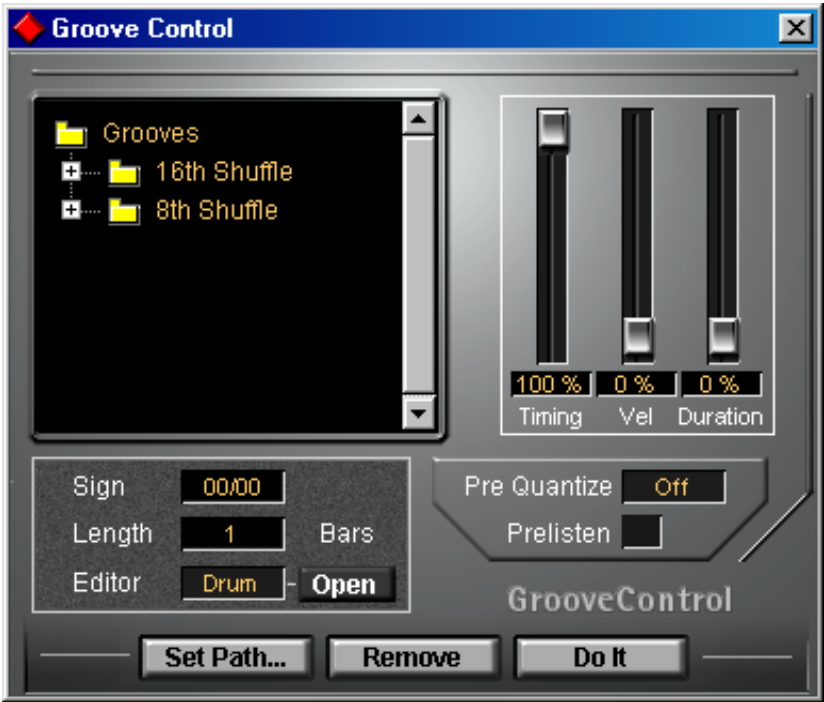 Groove Control
Grooves
16th Shuffle
8th Shuffle
100 % 0 % 0 %
Timing Vel Duration
Sign 00/00
Length 1 Bars
Editor Drum - Open
Pre Quantize Off
Prelisten
GrooveControl
Set Path... Remove Do It